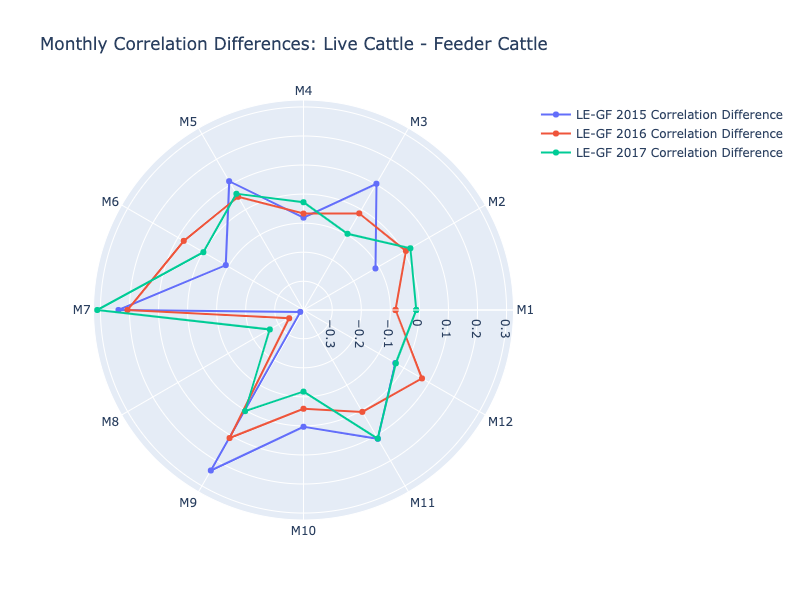 Monthly Correlation Differences: Live Cattle - Feeder Cattle
M4
M5
M3
LE-GF 2015 Correlation Difference
LE-GF 2016 Correlation Difference
LE-GF 2017 Correlation Difference
M6
M2
M7
M1
−0.3
−0.2
−0.1
0
0.1
0.2
0.3
M8
M12
M9
M11
M10